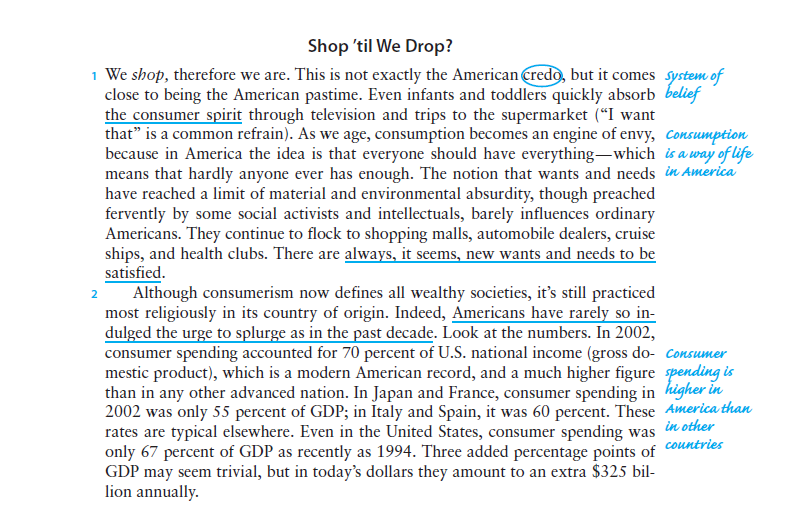 Shop ’til We Drop?
1 We shop, therefore we are. This is not exactly the American credo, but it comes
close to being the American pastime. Even infants and toddlers quickly absorb
the consumer spirit through television and trips to the supermarket (“I want
that” is a common refrain). As we age, consumption becomes an engine of envy,
because in America the idea is that everyone should have everything—which
means that hardly anyone ever has enough. The notion that wants and needs
have reached a limit of material and environmental absurdity, though preached
fervently by some social activists and intellectuals, barely influences ordinary
Americans. They continue to flock to shopping malls, automobile dealers, cruise
ships, and health clubs. There are always, it seems, new wants and needs to be
satisfied.
System of
belief
Consumption
is a way of life
in America
2 Although consumerism now defines all wealthy societies, it’s still practiced
most religiously in its country of origin. Indeed, Americans have rarely so in-
dulged the urge to splurge as in the past decade. Look at the numbers. In 2002,
consumer spending accounted for 70 percent of U.S. national income (gross do-
mestic product), which is a modern American record, and a much higher figure
than in any other advanced nation. In Japan and France, consumer spending in
2002 was only 55 percent of GDP; in Italy and Spain, it was 60 percent. These
rates are typical elsewhere. Even in the United States, consumer spending was
only 67 percent of GDP as recently as 1994. Three added percentage points of
GDP may seem trivial, but in today’s dollars they amount to an extra $325 bil-
lion annually.
Consumer
spending is
higher in
America than
in other
countries